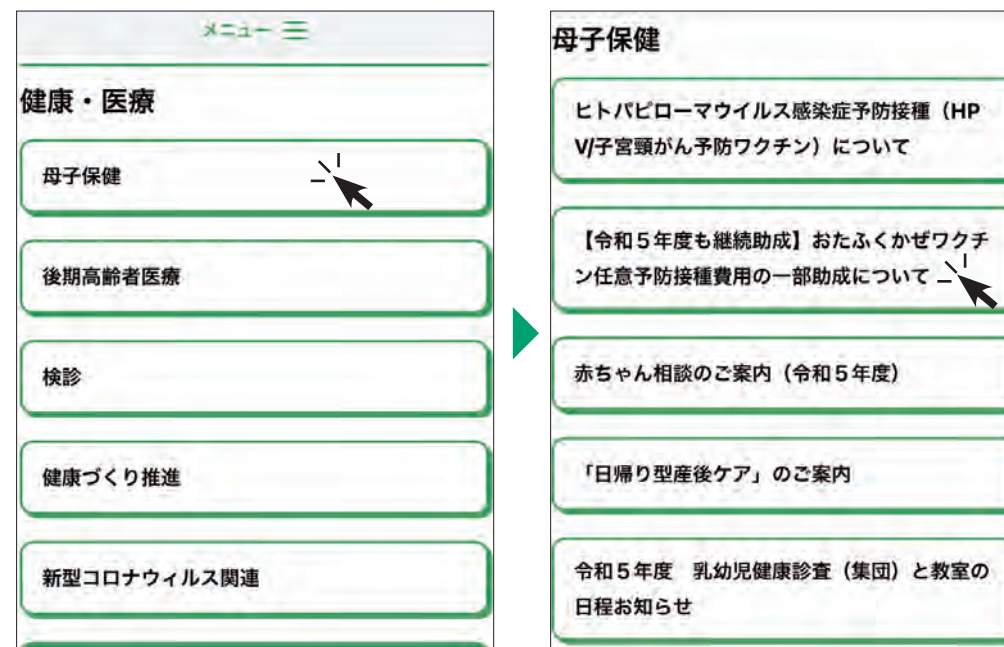 メニュー
健康・医療
母子保健
後期高齢者医療
検診
健康づくり推進
新型コロナウィルス関連
母子保健
ヒトパピローマウイルス感染症予防接種（HP
V/子宮頸がん予防ワクチン）について
【令和５年度も継続助成】おたふくかぜワクチ
ン任意予防接種費用の一部助成について
赤ちゃん相談のご案内（令和５年度）
「日帰り型産後ケア」のご案内
令和５年度　乳幼児健康診査（集団）と教室の
日程お知らせ